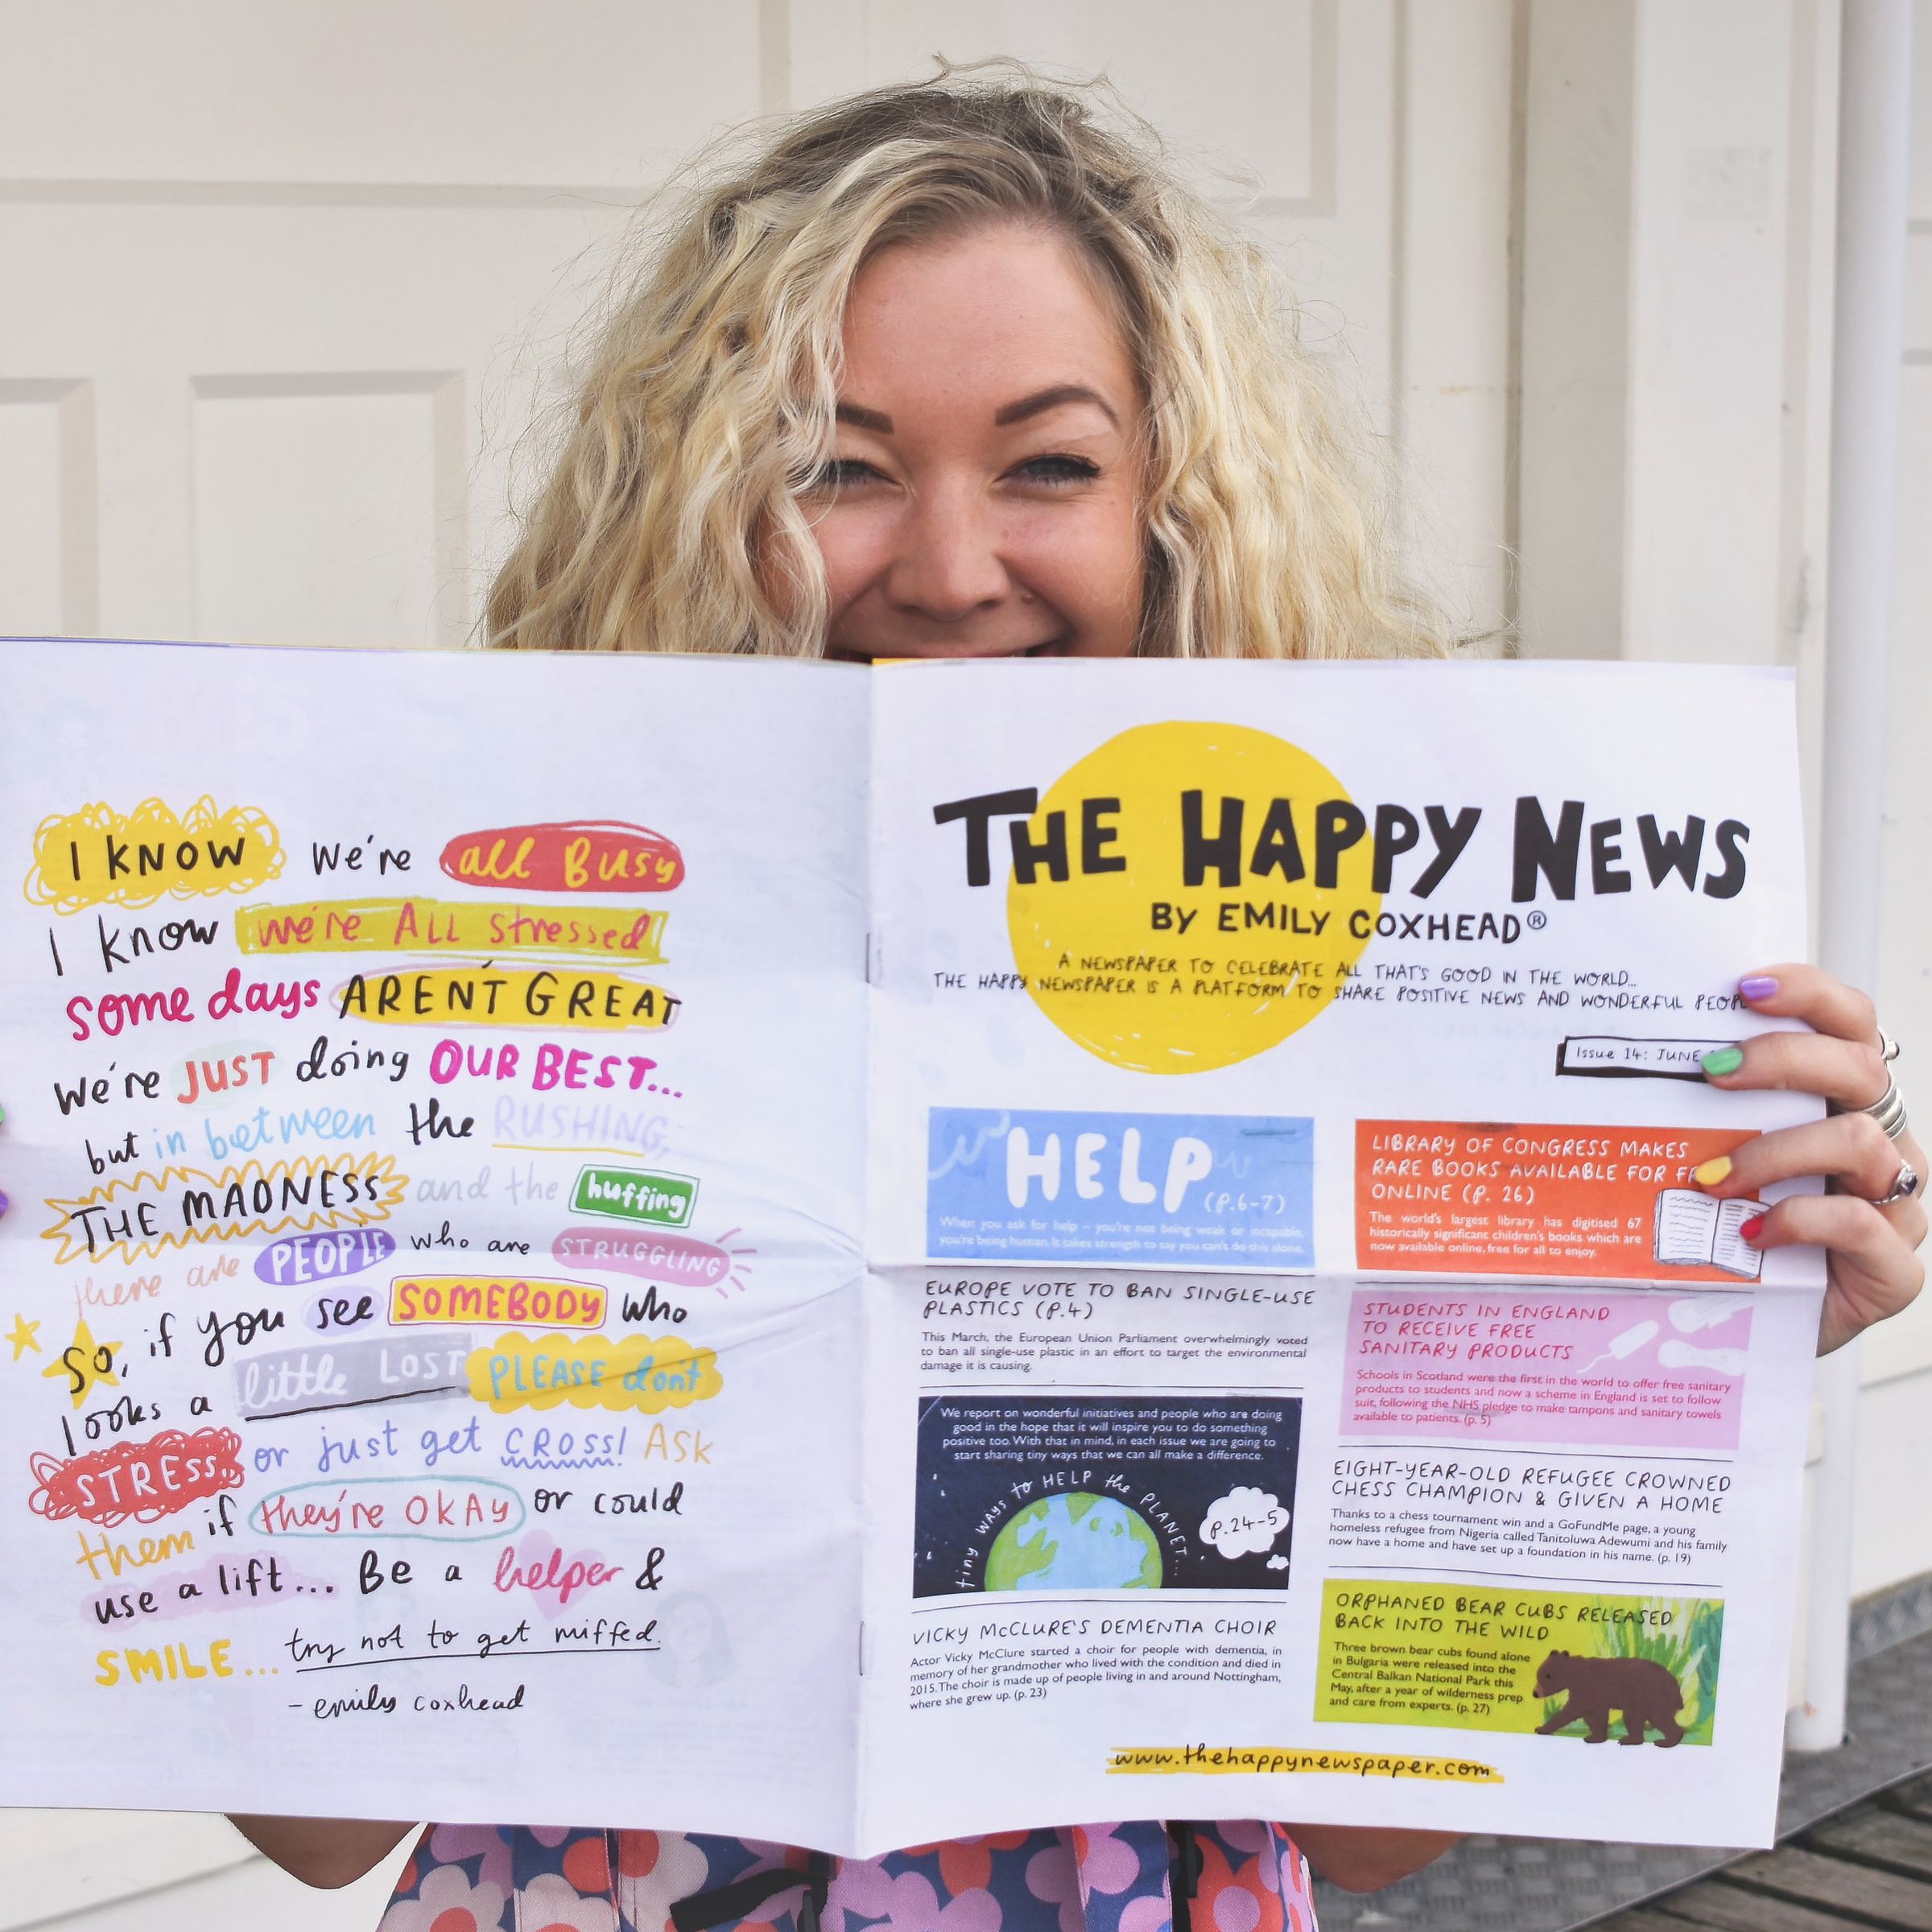 I KNOW we're all Busy
I know we're ALL stressed
some days AREN'T GREAT
we're JUST doing OUR BEST...
but in between the RUSHING,
THE MADNESS and the huffing
there are PEOPLE who are STRUGGLING
So, if you see SOMEBODY who
looks a little LOST PLEASE don't
STRESS, or just get CROSS! ASK
them if they're OKAY or could
use a lift... Be a helper &
SMILE... try not to get miffed.
- emily coxhead
THE HAPPY NEWS
BY EMILY COXHEAD®
A NEWSPAPER TO CELEBRATE ALL THAT'S GOOD IN THE WORLD...
THE HAPPY NEWSPAPER IS A PLATFORM TO SHARE POSITIVE NEWS AND WONDERFUL
Issue 14: JUNE
HELP (P.6-7)
When you ask for help – you're not being weak or incapable,
you're being human. It takes strength to say you can't do this alone.
EUROPE VOTE TO BAN SINGLE-USE
PLASTICS (P.4)
This March, the European Union Parliament overwhelmingly voted
to ban all single-use plastic in an effort to target the environmental
damage it is causing.
We report on wonderful initiatives and people who are doing
good in the hope that it will inspire you to do something
positive too. With that in mind, in each issue we are going to
start sharing tiny ways that we can all make a difference.
tiny WAYS to HELP the PLANET...
P.24-5
VICKY McCLURE'S DEMENTIA CHOIR
Actor Vicky McClure started a choir for people with dementia, in
memory of her grandmother who lived with the condition and died in
2015. The choir is made up of people living in and around Nottingham,
where she grew up. (p. 23)
LIBRARY OF CONGRESS MAKES
RARE BOOKS AVAILABLE FOR
ONLINE (P. 26)
The world's largest library has digitised 67
historically significant children's books which are
now available online, free for all to enjoy.
STUDENTS IN ENGLAND
TO RECEIVE FREE
SANITARY PRODUCTS
Schools in Scotland were the first in the world to offer free sanitary
products to students and now a scheme in England is set to follow
suit, following the NHS pledge to make tampons and sanitary towels
available to patients. (p. 5)
EIGHT-YEAR-OLD REFUGEE CROWNED
CHESS CHAMPION & GIVEN A HOME
Thanks to a chess tournament win and a GoFundMe page, a young
homeless refugee from Nigeria called Tanitoluwa Adewumi and his family
now have a home and have set up a foundation in his name. (p. 19)
ORPHANED BEAR CUBS RELEASED
BACK INTO THE WILD
Three brown bear cubs found alone
in Bulgaria were released into the
Central Balkan National Park this
May, after a year of wilderness prep
and care from experts. (p. 27)
www.thehappynewspaper.com